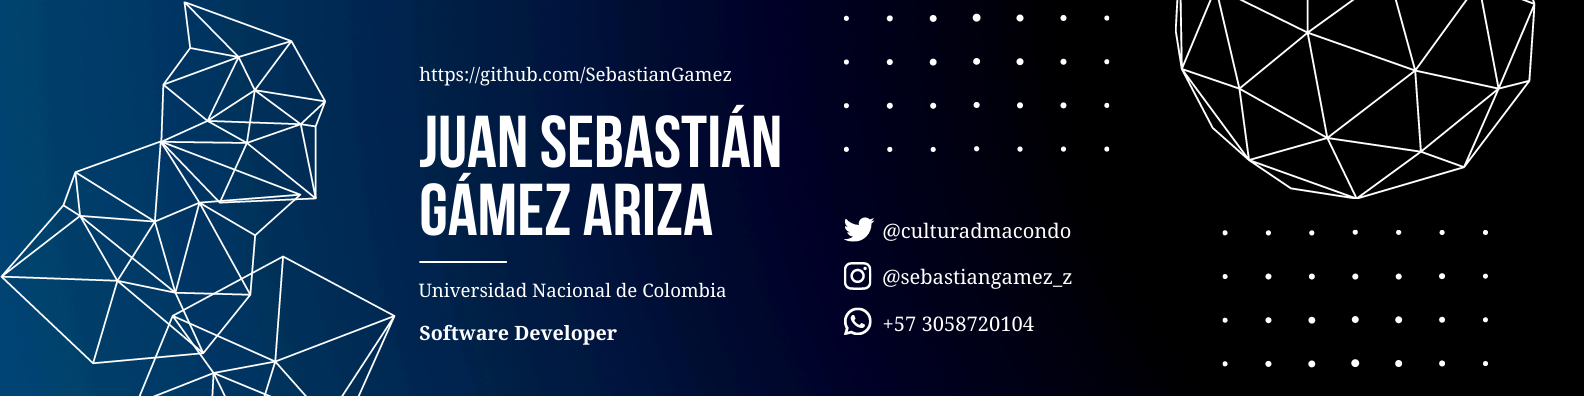 https://github.com/SebastianGamez
JUAN SEBASTIÁN
GÁMEZ ARIZA
Universidad Nacional de Colombia
Software Developer
@culturadmacondo
@sebastiangamez_z
+57 3058720104